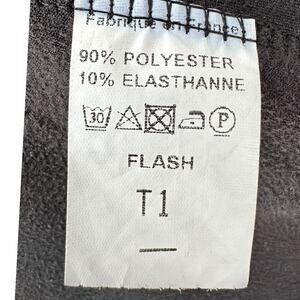 Fabriqué en France
90% POLYESTER
10% ELASTHANNE
30 P
FLASH
T1